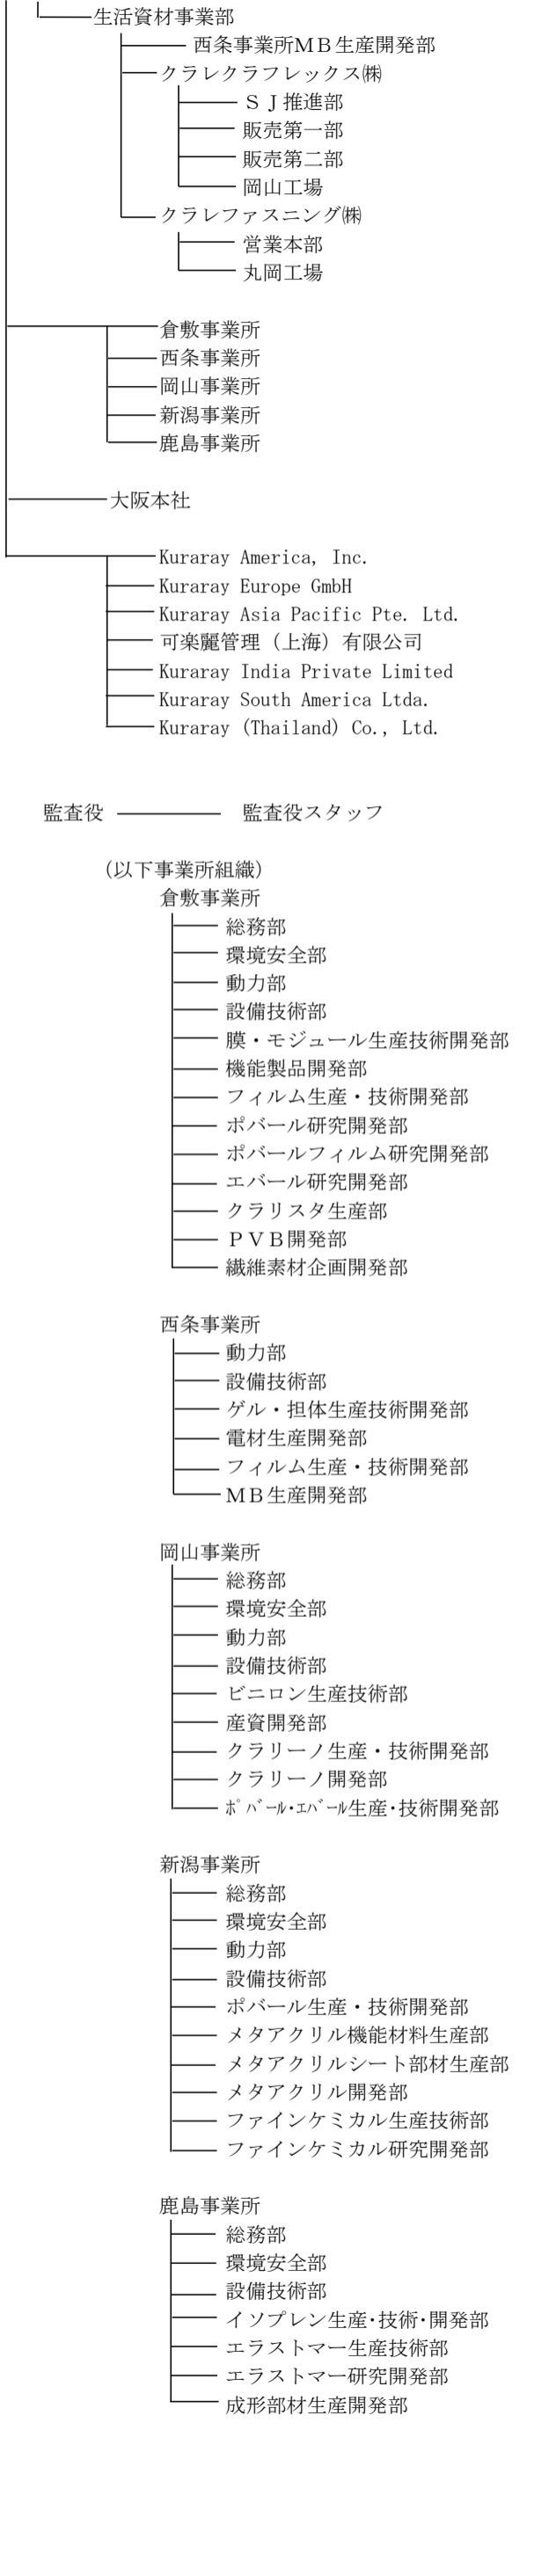 生活資材事業部
西条事業所ＭＢ生産開発部
クラレクラフレックス㈱
ＳＪ推進部
販売第一部
販売第二部
岡山工場
クラレファスニング㈱
営業本部
丸岡工場
倉敷事業所
西条事業所
岡山事業所
新潟事業所
鹿島事業所
大阪本社
Kuraray America, Inc.
Kuraray Europe GmbH
Kuraray Asia Pacific Pte. Ltd.
可楽麗管理（上海）有限公司
Kuraray India Private Limited
Kuraray South America Ltda.
Kuraray (Thailand) Co., Ltd.
監査役 監査役スタッフ
（以下事業所組織）
倉敷事業所
総務部
環境安全部
動力部
設備技術部
膜・モジュール生産技術開発部
機能製品開発部
フィルム生産・技術開発部
ポバール研究開発部
ポバールフィルム研究開発部
エバール研究開発部
クラリスタ生産部
ＰＶＢ開発部
繊維素材企画開発部
西条事業所
動力部
設備技術部
ゲル・担体生産技術開発部
電材生産開発部
フィルム生産・技術開発部
ＭＢ生産開発部
岡山事業所
総務部
環境安全部
動力部
設備技術部
ビニロン生産技術部
産資開発部
クラリーノ生産・技術開発部
クラリーノ開発部
ﾎﾟﾊﾞｰﾙ･ｴﾊﾞｰﾙ生産･技術開発部
新潟事業所
総務部
環境安全部
動力部
設備技術部
ポバール生産・技術開発部
メタアクリル機能材料生産部
メタアクリルシート部材生産部
メタアクリル開発部
ファインケミカル生産技術部
ファインケミカル研究開発部
鹿島事業所
総務部
環境安全部
設備技術部
イソプレン生産･技術･開発部
エラストマー生産技術部
エラストマー研究開発部
成形部材生産開発部